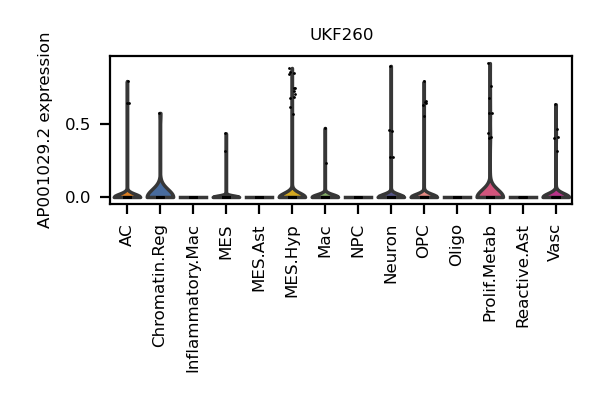 UKF260
AP001029.2 expression
0.5
0.0
AC
Chromatin.Reg
Inflammatory.Mac
MES
MES.Ast
MES.Hyp
Mac
NPC
Neuron
OPC
Oligo
Prolif.Metab
Reactive.Ast
Vasc